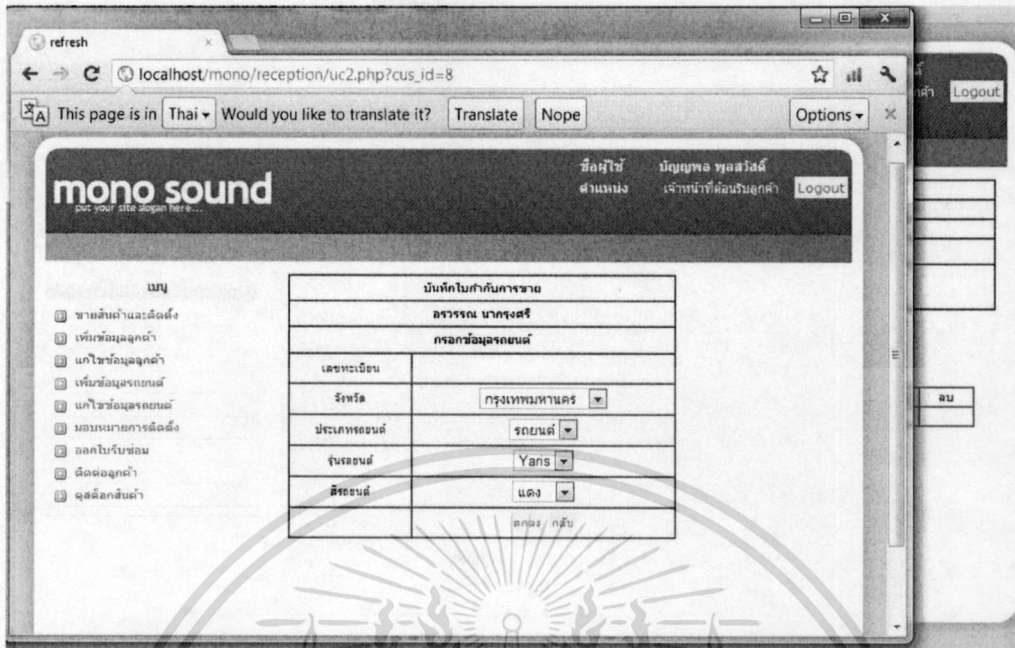 refresh
localhost/mono/reception/uc2.php?cus_id=8
This page is in Thai Would you like to translate it? Translate Nope Options
ชื่อผู้ใช้ บัญญพล พูลสวัสดิ์
ตำแหน่ง เจ้าหน้าที่ต้อนรับลูกค้า Logout
mono sound
put your site slogan here...
Logout
เมนู
ขายสินค้าและติดตั้ง
เพิ่มข้อมูลลูกค้า
แก้ไขข้อมูลลูกค้า
เพิ่มข้อมูลรถยนต์
แก้ไขข้อมูลรถยนต์
มอบหมายการติดตั้ง
ออกใบรับซ่อม
ติดต่อลูกค้า
ดูสต็อกสินค้า
บันทึกใบกำกับการขาย
อรวรรณ นากรุงศรี
กรอกข้อมูลรถยนต์
เลขทะเบียน
จังหวัด กรุงเทพมหานคร
ประเภทรถยนต์ รถยนต์
รุ่นรถยนต์ Yaris
สีรถยนต์ แดง
ตกลง กลับ
ลบ